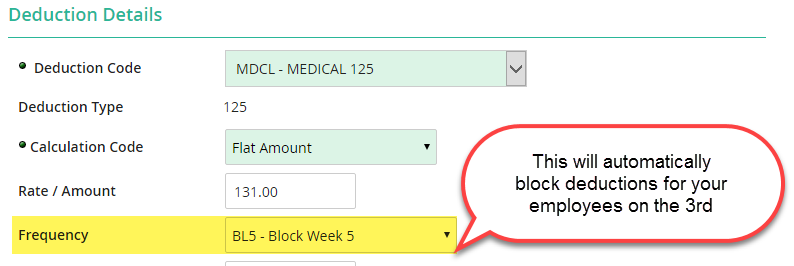 Deduction Details
Deduction Code MDCL - MEDICAL 125
Deduction Type 125
Calculation Code Flat Amount
Rate / Amount 131.00
Frequency BL5 - Block Week 5
This will automatically
block deductions for your
employees on the 3rd